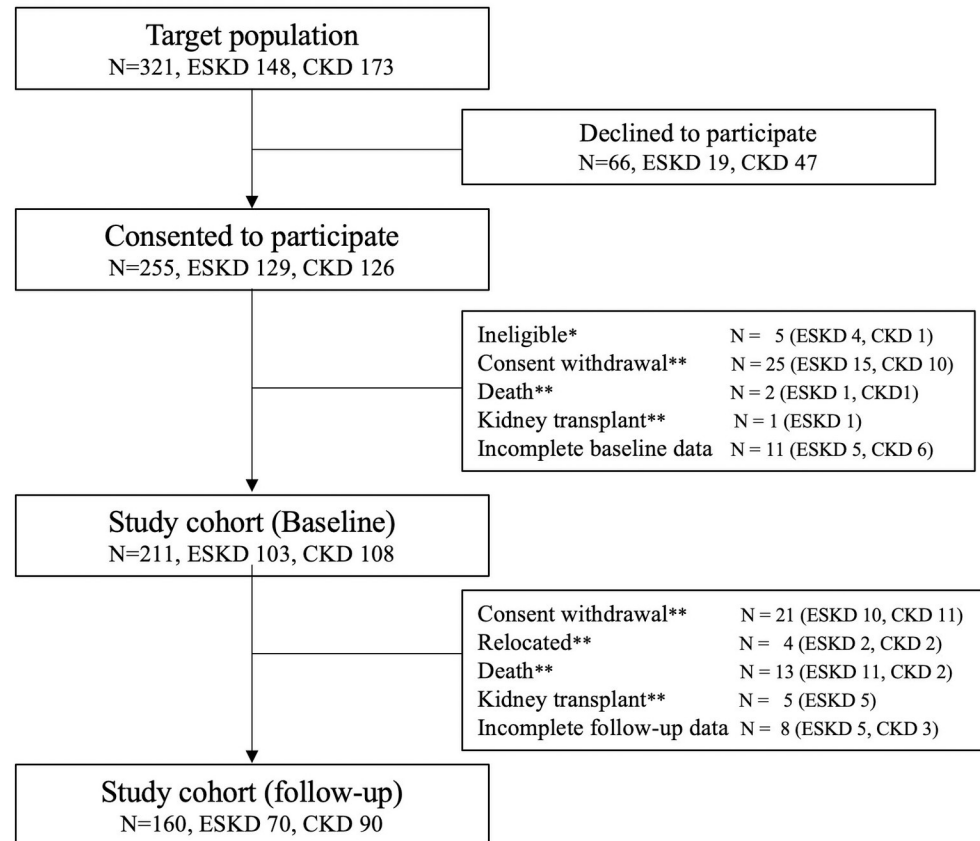 Target population
N=321, ESKD 148, CKD 173
Declined to participate
N=66, ESKD 19, CKD 47
Consented to participate
N=255, ESKD 129, CKD 126
Ineligible* N = 5 (ESKD 4, CKD 1)
Consent withdrawal** N = 25 (ESKD 15, CKD 10)
Death** N = 2 (ESKD 1, CKD1)
Kidney transplant** N = 1 (ESKD 1)
Incomplete baseline data N = 11 (ESKD 5, CKD 6)
Study cohort (Baseline)
N=211, ESKD 103, CKD 108
Consent withdrawal** N = 21 (ESKD 10, CKD 11)
Relocated** N = 4 (ESKD 2, CKD 2)
Death** N = 13 (ESKD 11, CKD 2)
Kidney transplant** N = 5 (ESKD 5)
Incomplete follow-up data N = 8 (ESKD 5, CKD 3)
Study cohort (follow-up)
N=160, ESKD 70, CKD 90